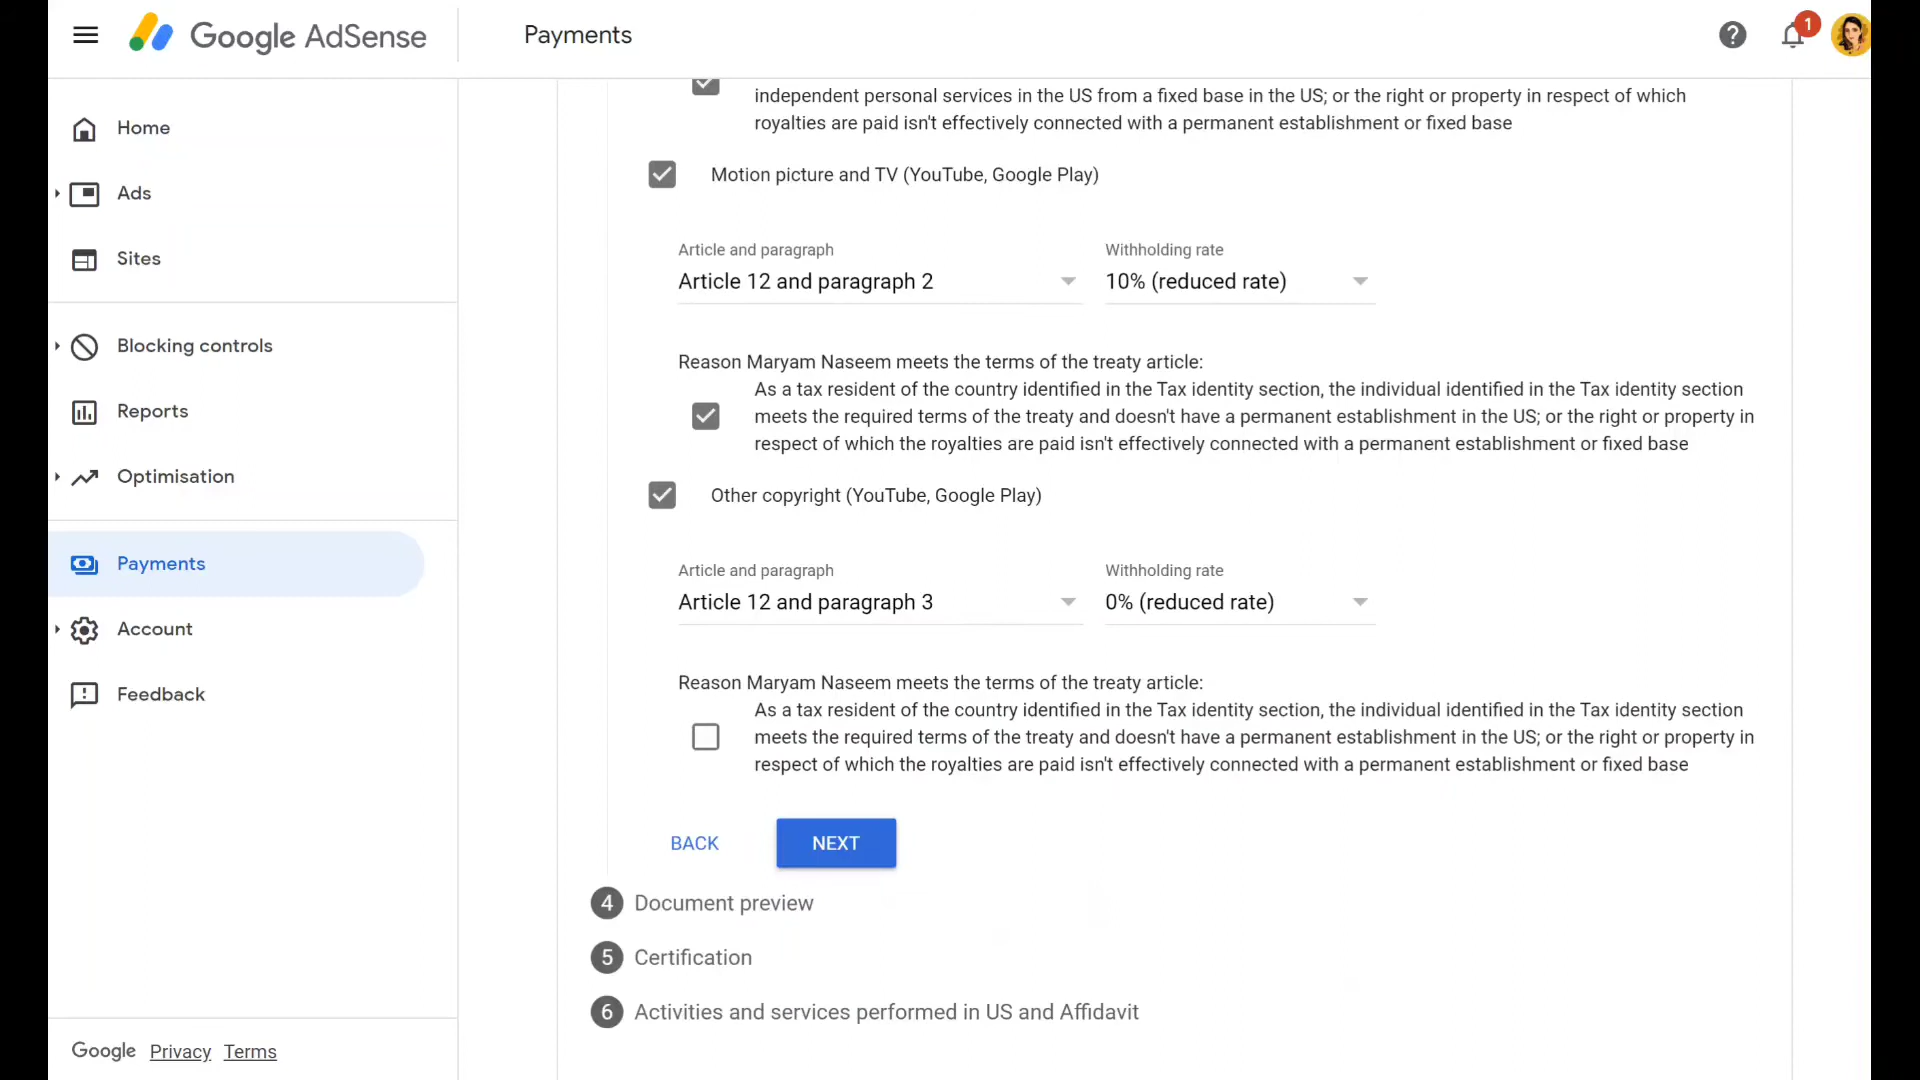 Google AdSense
Payments
1
Home
Ads
Sites
Blocking controls
Reports
Optimisation
Payments
Account
Feedback
Google Privacy Terms
independent personal services in the US from a fixed base in the US; or the right or property in respect of which
royalties are paid isn't effectively connected with a permanent establishment or fixed base
Motion picture and TV (YouTube, Google Play)
Article and paragraph
Article 12 and paragraph 2
Withholding rate
10% (reduced rate)
Reason Maryam Naseem meets the terms of the treaty article:
As a tax resident of the country identified in the Tax identity section, the individual identified in the Tax identity section
meets the required terms of the treaty and doesn't have a permanent establishment in the US; or the right or property in
respect of which the royalties are paid isn't effectively connected with a permanent establishment or fixed base
Other copyright (YouTube, Google Play)
Article and paragraph
Article 12 and paragraph 3
Withholding rate
0% (reduced rate)
Reason Maryam Naseem meets the terms of the treaty article:
As a tax resident of the country identified in the Tax identity section, the individual identified in the Tax identity section
meets the required terms of the treaty and doesn't have a permanent establishment in the US; or the right or property in
respect of which the royalties are paid isn't effectively connected with a permanent establishment or fixed base
BACK NEXT
4 Document preview
5 Certification
6 Activities and services performed in US and Affidavit